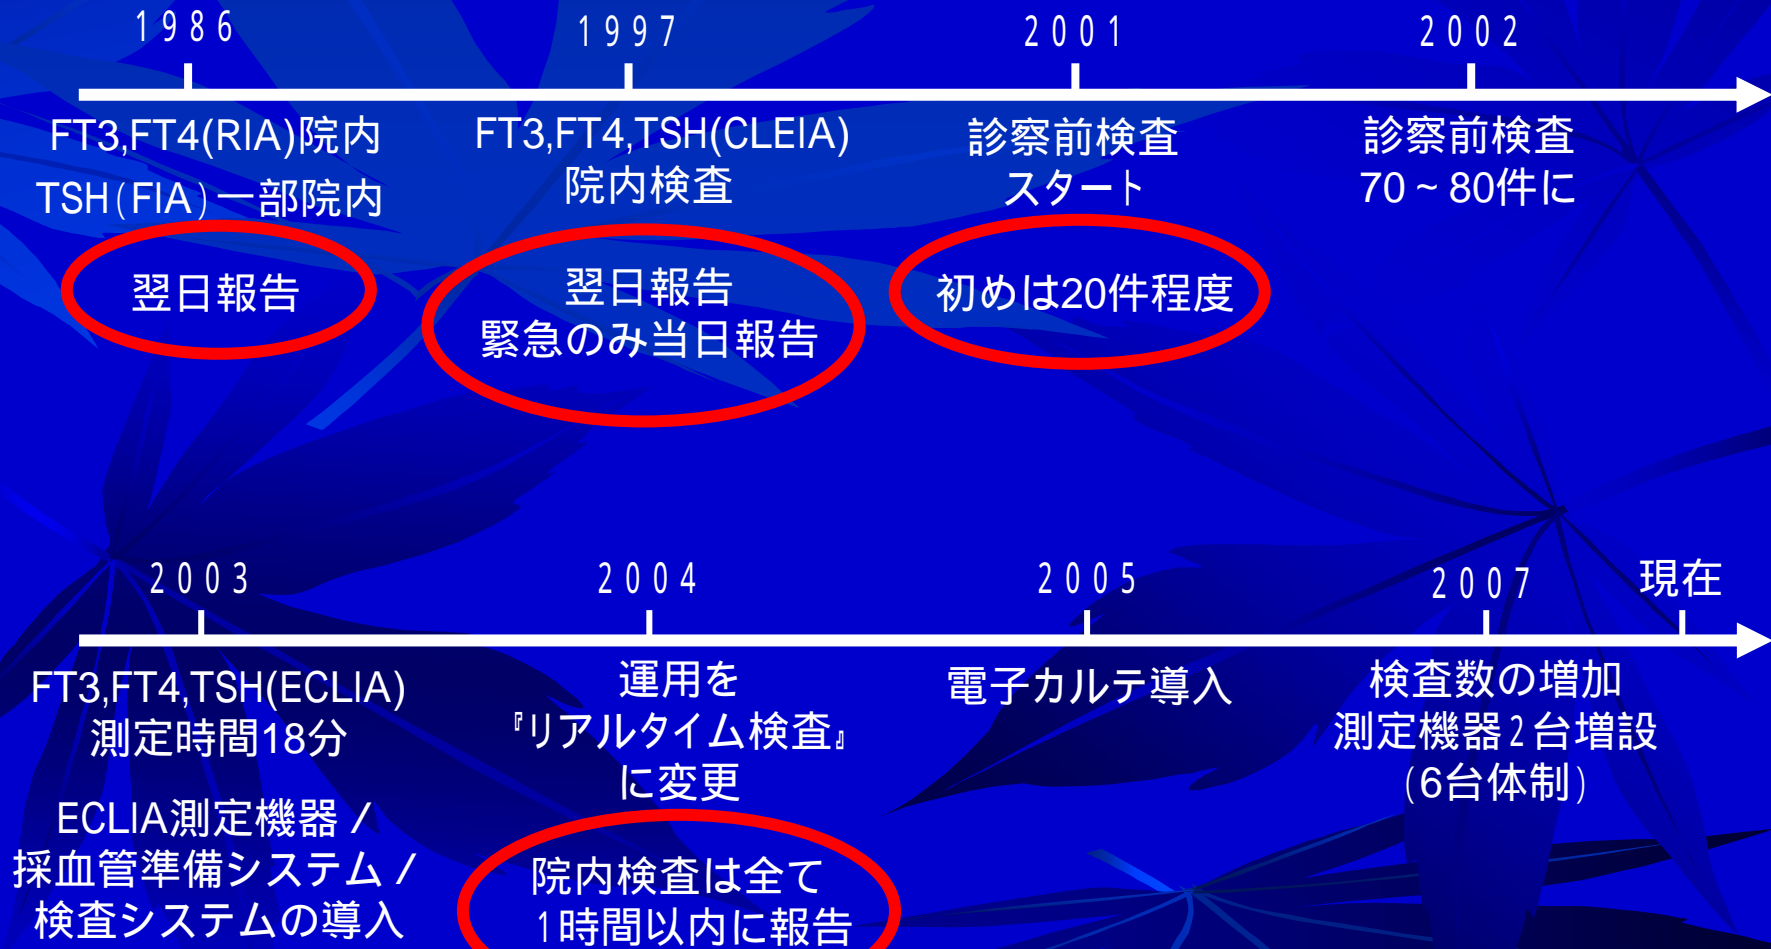 1986
FT3,FT4(RIA)院内
TSH(FIA)一部院内
翌日報告
1997
FT3,FT4,TSH(CLEIA)
院内検査
翌日報告
緊急のみ当日報告
2001
診察前検査
スタート
初めは20件程度
2002
診察前検査
70~80件に
2003
FT3,FT4,TSH(ECLIA)
測定時間18分
ECLIA測定機器/
採血管準備システム/
検査システムの導入
2004
運用を
『リアルタイム検査』
に変更
院内検査は全て
1時間以内に報告
2005
電子カルテ導入
2007
検査数の増加
測定機器2台増設
(6台体制)
現在